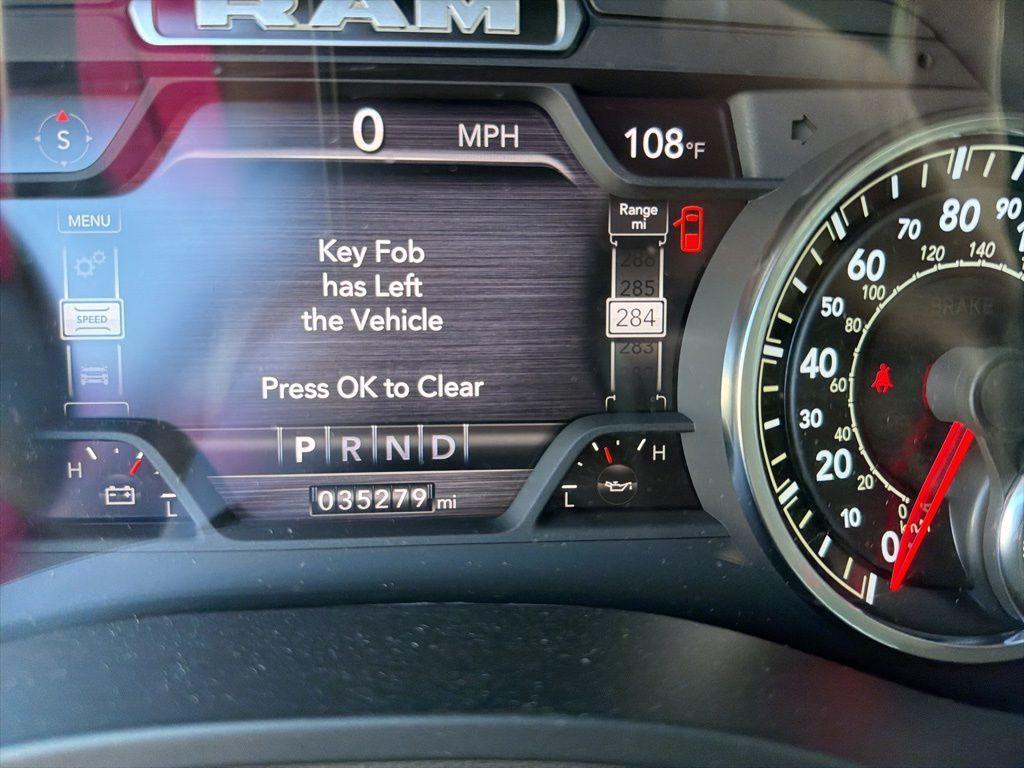 RAM
S
0 MPH
108°F
MENU
SPEED
Key Fob
has Left
the Vehicle
Press OK to Clear
Range
mi
286
285
284
283
P R N D
035279 mi
H
L
H
L
0
10
20
30
40
50
60
70
80
90
0
20
40
60
80
100
120
140
BRAKE